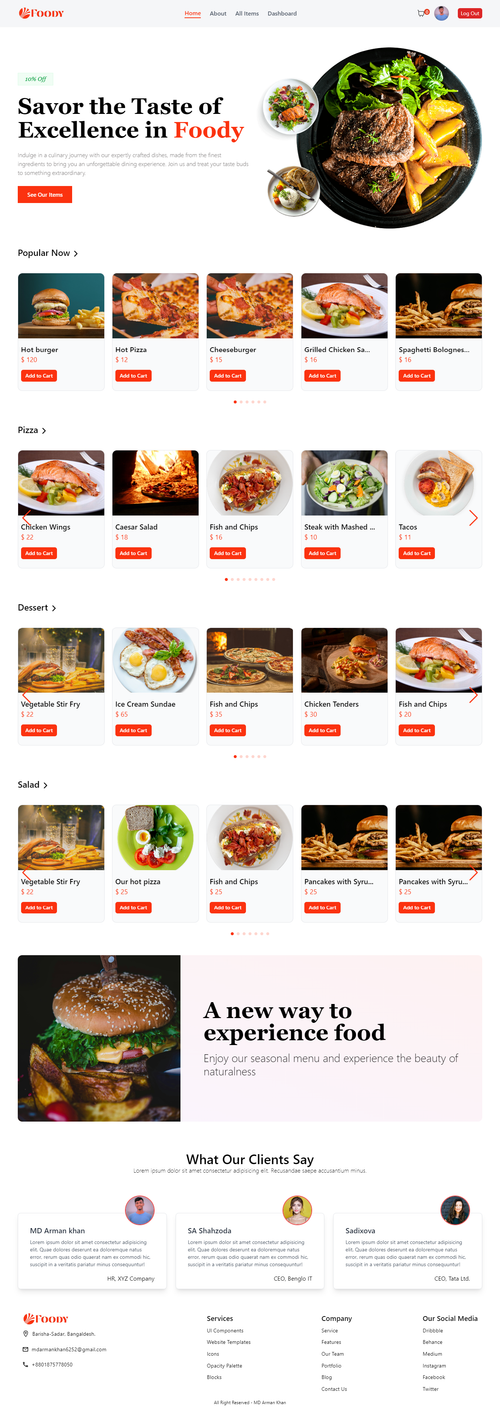 FOODY
Home About All Items Dashboard
0
Log Out
10% Off
Savor the Taste of
Excellence in Foody
Indulge in a culinary journey with our expertly crafted dishes, made from the finest
ingredients to bring you an unforgettable dining experience. Join us and treat your taste buds
to something extraordinary.
See Our Items
Popular Now
Hot burger
$ 120
Add to Cart
Hot Pizza
$ 12
Add to Cart
Cheeseburger
$ 15
Add to Cart
Grilled Chicken Sa...
$ 16
Add to Cart
Spaghetti Bolognes...
$ 16
Add to Cart
Pizza
Chicken Wings
$ 22
Add to Cart
Caesar Salad
$ 18
Add to Cart
Fish and Chips
$ 16
Add to Cart
Steak with Mashed ...
$ 10
Add to Cart
Tacos
$ 11
Add to Cart
Dessert
Vegetable Stir Fry
$ 22
Add to Cart
Ice Cream Sundae
$ 65
Add to Cart
Fish and Chips
$ 35
Add to Cart
Chicken Tenders
$ 30
Add to Cart
Fish and Chips
$ 20
Add to Cart
Salad
Vegetable Stir Fry
$ 22
Add to Cart
Our hot pizza
$ 25
Add to Cart
Fish and Chips
$ 25
Add to Cart
Pancakes with Syru...
$ 25
Add to Cart
Pancakes with Syru...
$ 25
Add to Cart
A new way to
experience food
Enjoy our seasonal menu and experience the beauty of
naturalness
What Our Clients Say
Lorem ipsum dolor sit amet consectetur adipisicing elit. Recusandae saepe accusantium minus.
MD Arman khan
Lorem ipsum dolor sit amet consectetur adipisicing
elit. Quae dolores deserunt ea doloremque natus
error, rerum quas odio quaerat nam ex commodi hic,
suscipit in a veritatis pariatur minus consequuntur!
HR, XYZ Company
SA Shahzoda
Lorem ipsum dolor sit amet consectetur adipisicing
elit. Quae dolores deserunt ea doloremque natus
error, rerum quas odio quaerat nam ex commodi hic,
suscipit in a veritatis pariatur minus consequuntur!
CEO, Benglo IT
Sadixova
Lorem ipsum dolor sit amet consectetur adipisicing
elit. Quae dolores deserunt ea doloremque natus
error, rerum quas odio quaerat nam ex commodi hic,
suscipit in a veritatis pariatur minus consequuntur!
CEO, Tata Ltd.
FOODY
Barisha-Sadar, Bangaldesh.
mdarmankhan6252@gmail.com
+8801875778050
Services
UI Components
Website Templates
Icons
Opacity Palette
Blocks
Company
Service
Features
Our Team
Portfolio
Blog
Contact Us
Our Social Media
Dribbble
Behance
Medium
Instagram
Facebook
Twitter
All Right Reserved - MD Arman Khan